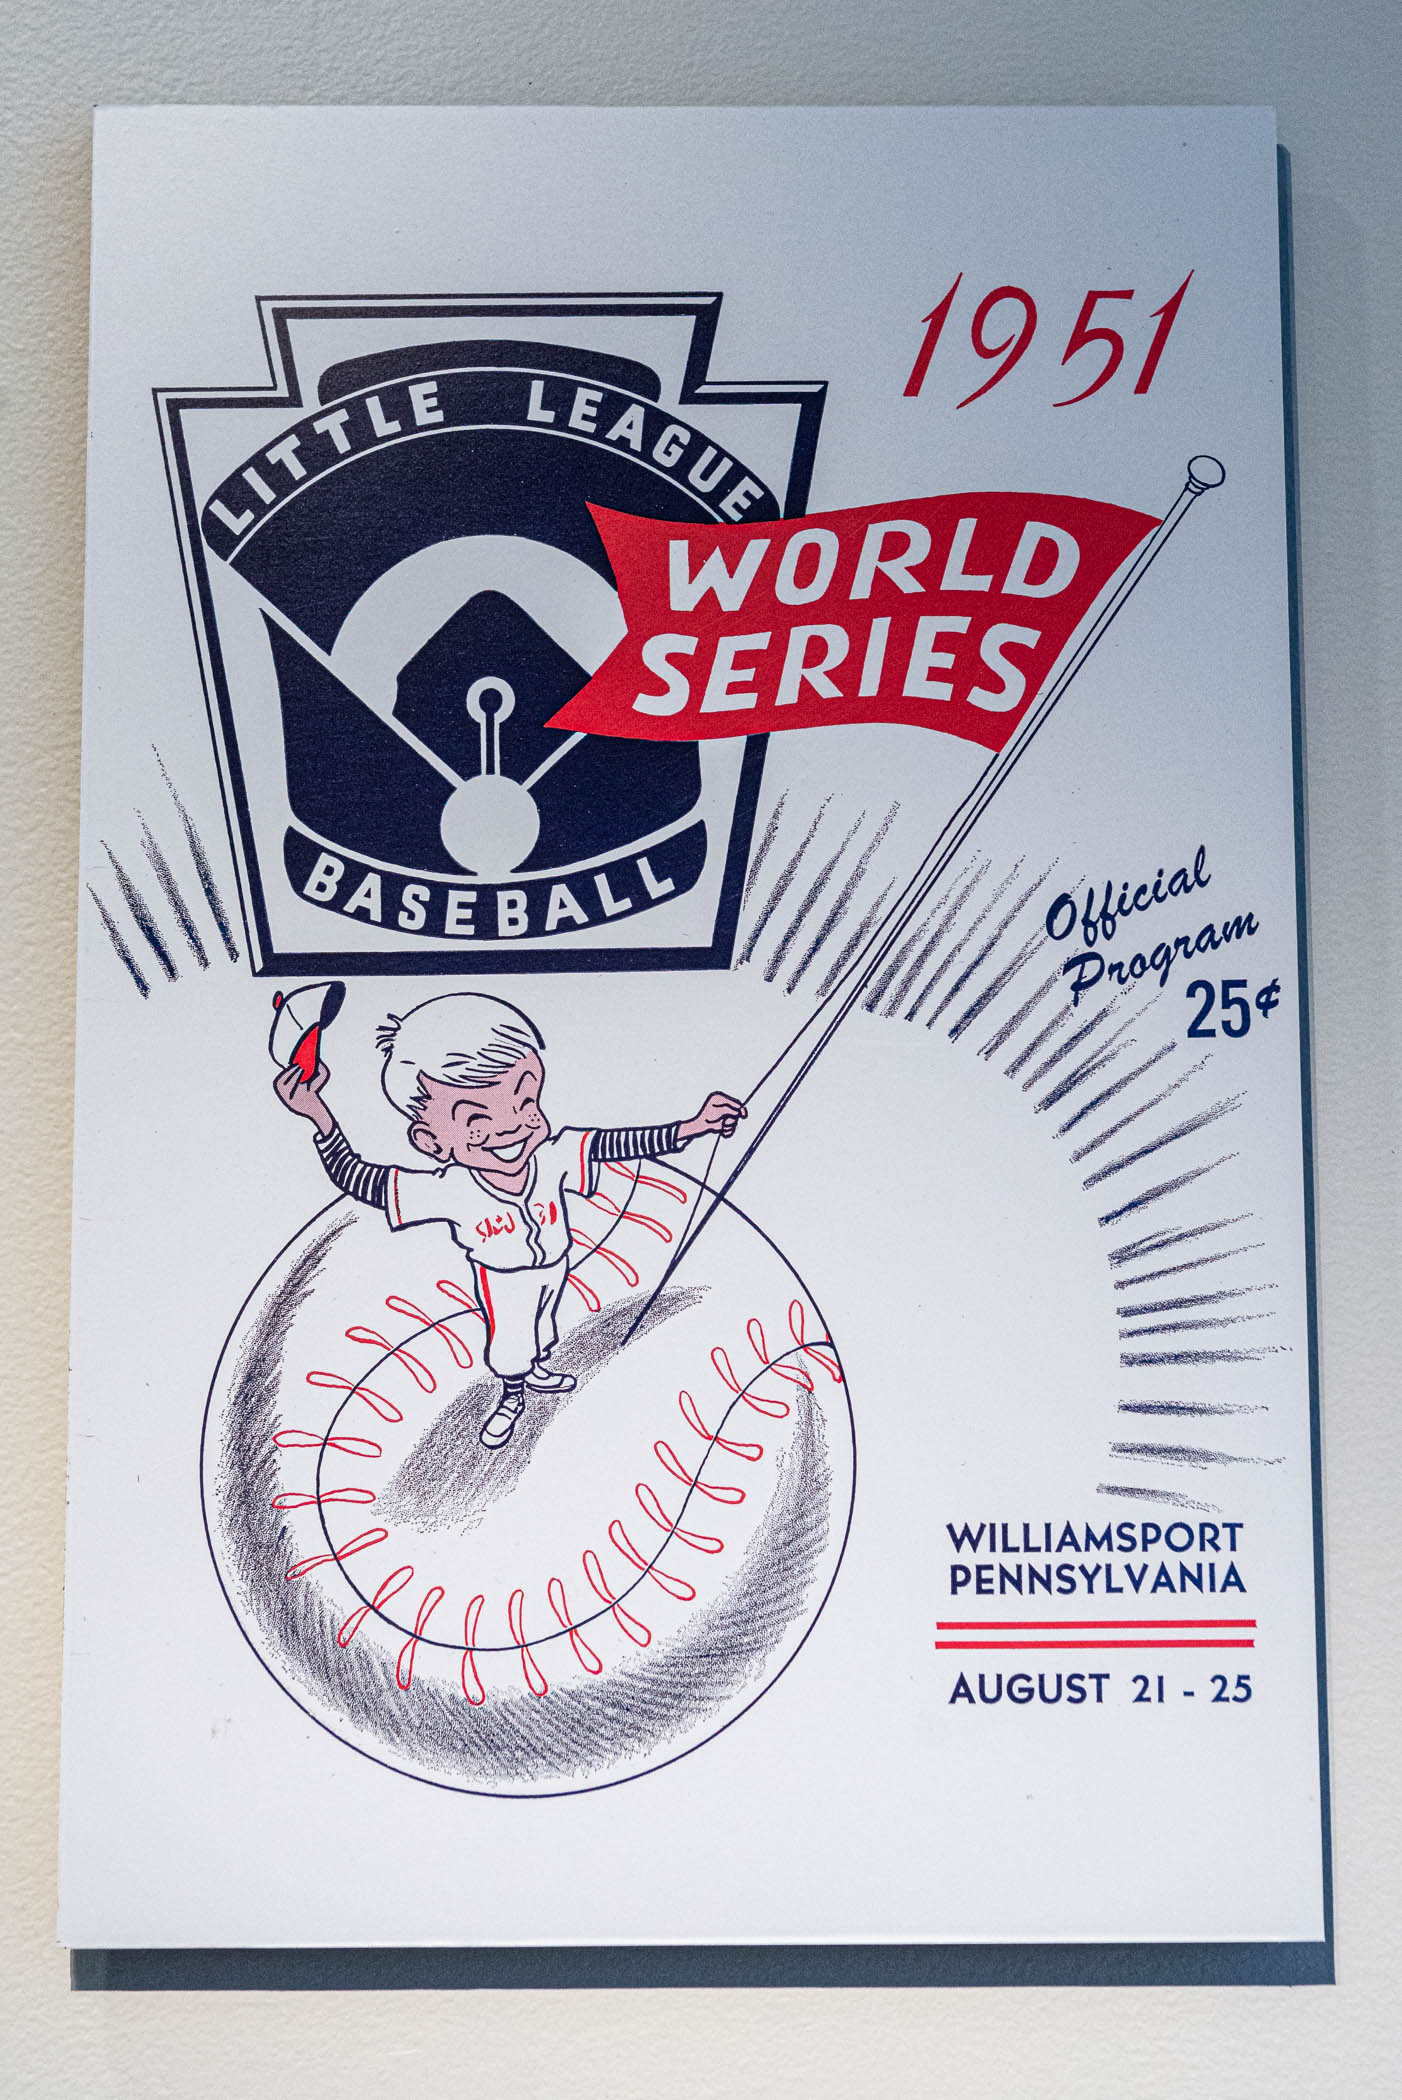 1951
LITTLE LEAGUE
WORLD
SERIES
BASEBALL
Official
Program
25¢
WILLIAMSPORT
PENNSYLVANIA
AUGUST 21 - 25